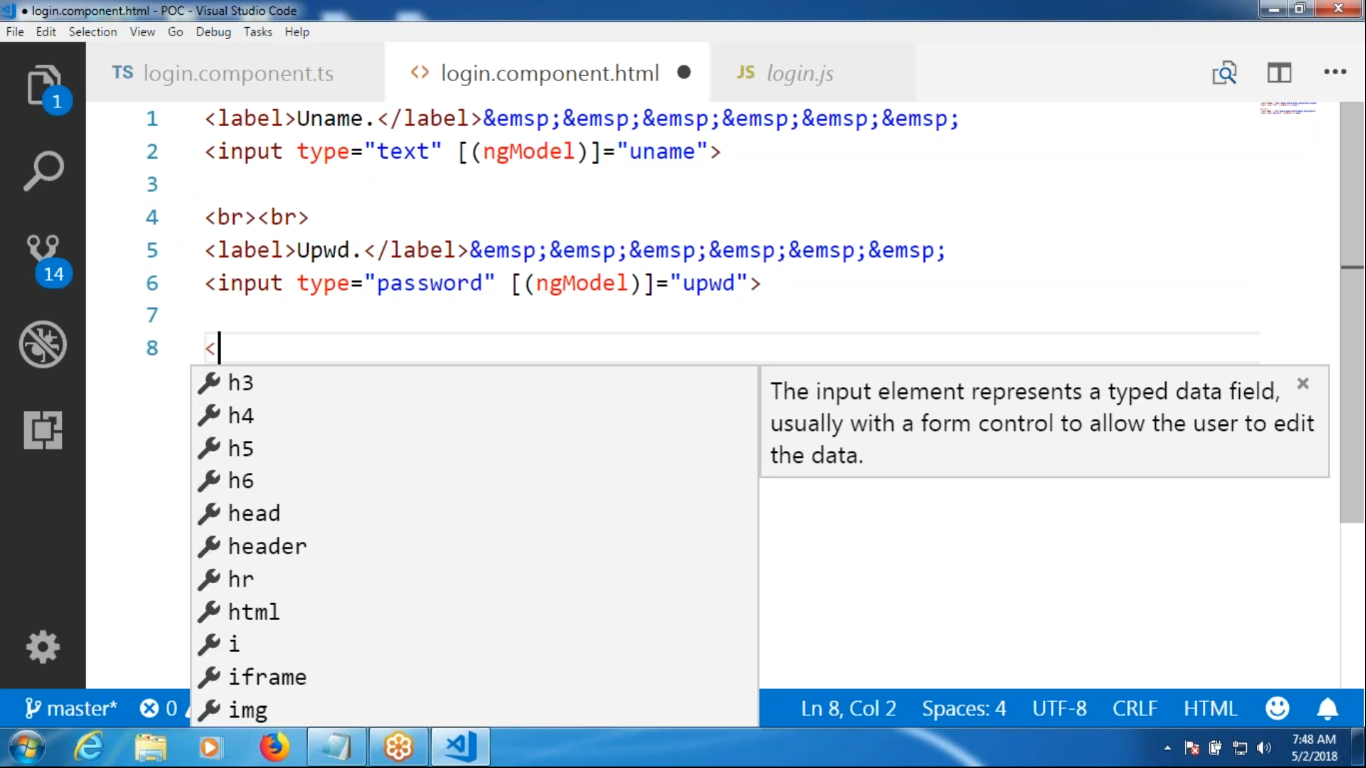 login.component.html - POC - Visual Studio Code
File Edit Selection View Go Debug Tasks Help
TS login.component.ts <> login.component.html ● JS login.js
1
1 <label>Uname.</label>&emsp;&emsp;&emsp;&emsp;&emsp;&emsp;
2 <input type="text" [(ngModel)]="uname">
3
4 <br><br>
14
5 <label>Upwd.</label>&emsp;&emsp;&emsp;&emsp;&emsp;&emsp;
6 <input type="password" [(ngModel)]="upwd">
7
8 <
h3
h4
h5
h6
head
header
hr
html
i
iframe
img
The input element represents a typed data field,
usually with a form control to allow the user to edit
the data.
master* 0 Ln 8, Col 2 Spaces: 4 UTF-8 CRLF HTML
7:48 AM
5/2/2018